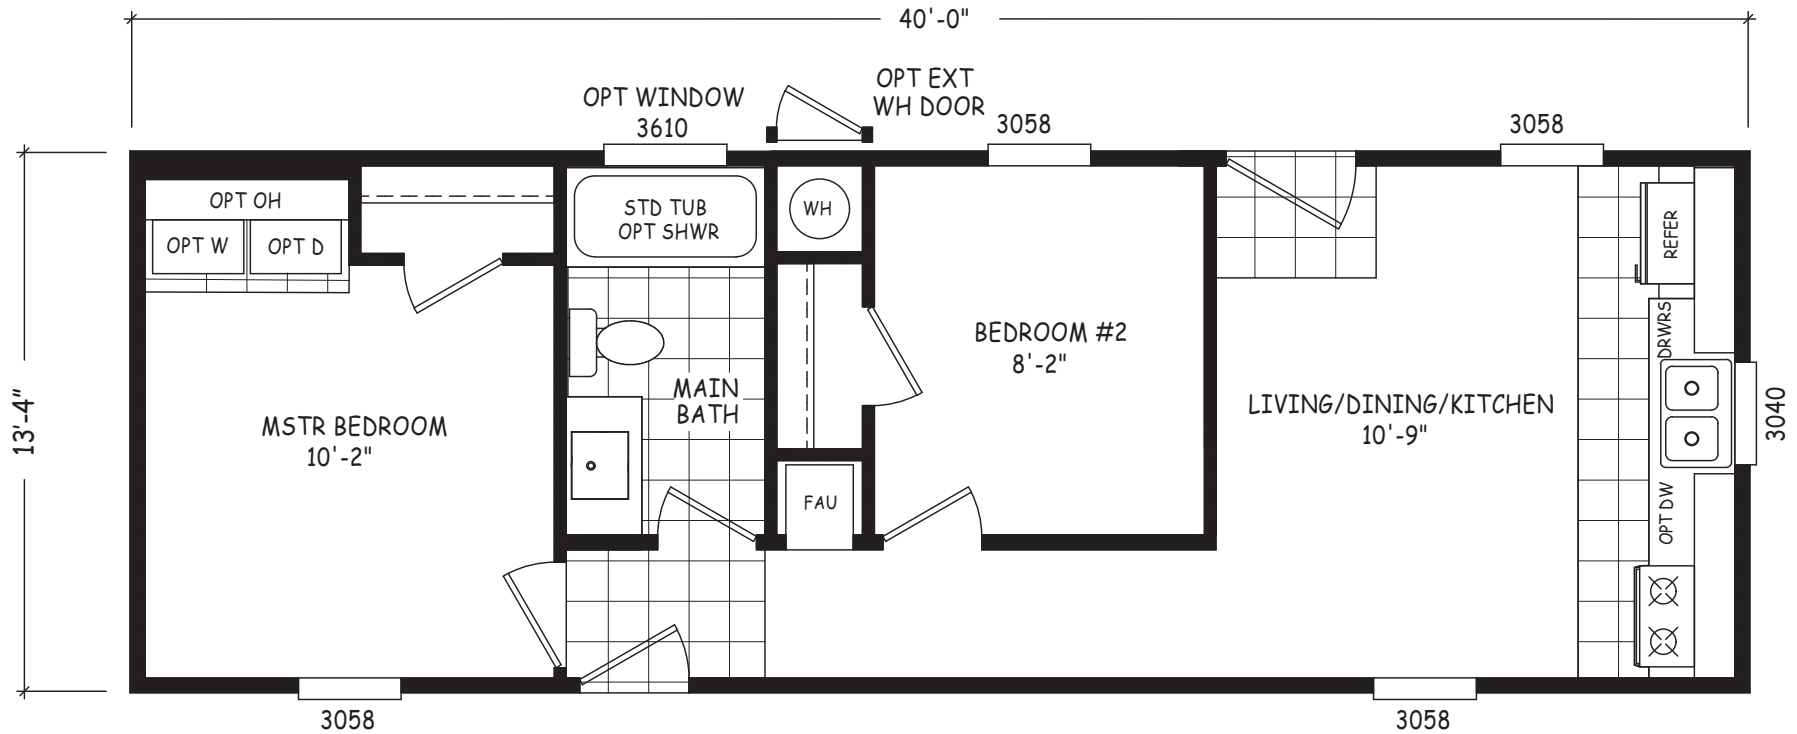 40'-0"
OPT EXT
WH DOOR
OPT WINDOW
3610
3058
3058
OPT OH
OPT W
OPT D
STD TUB
OPT SHWR
WH
REFER
DRWRS
BEDROOM #2
8'-2"
MAIN
BATH
LIVING/DINING/KITCHEN
10'-9"
3040
13'-4"
MSTR BEDROOM
10'-2"
FAU
OPT DW
3058
3058